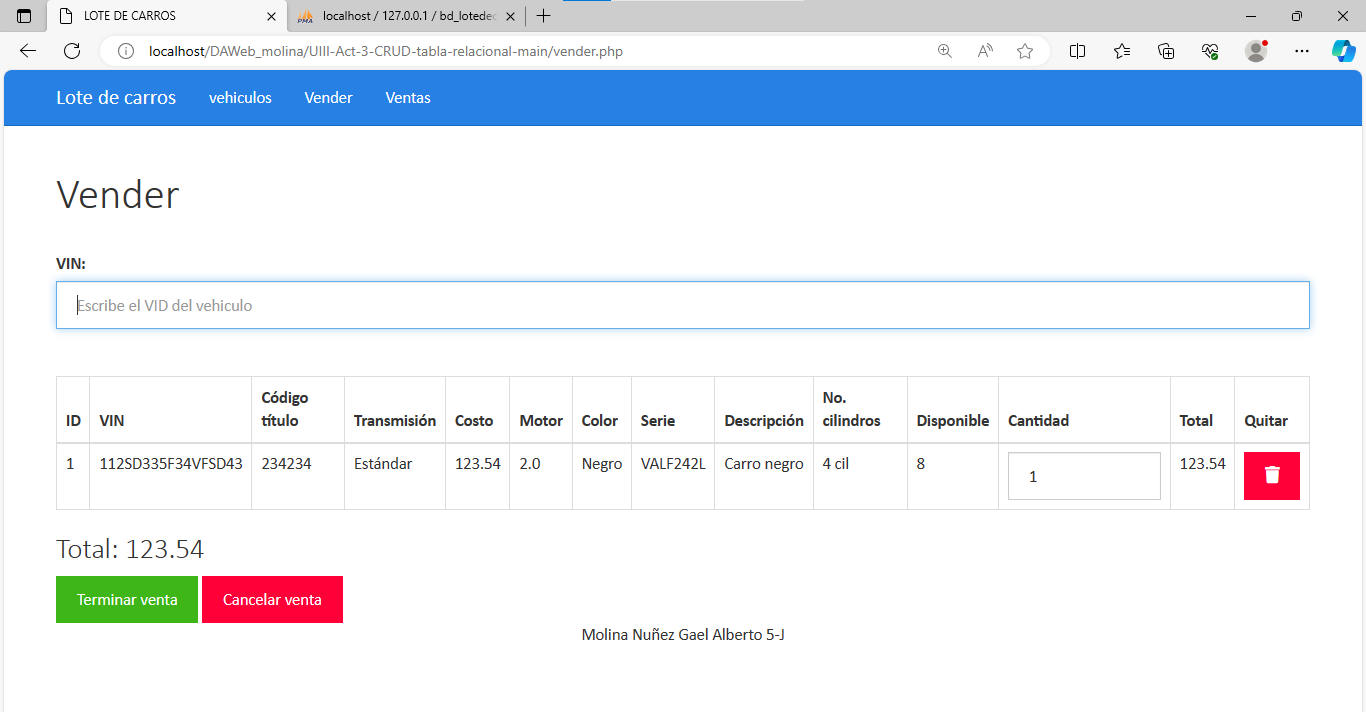 LOTE DE CARROS
localhost / 127.0.0.1 / bd_lotedec
localhost/DAWeb_molina/UIII-Act-3-CRUD-tabla-relacional-main/vender.php
Lote de carros vehiculos Vender Ventas
Vender
VIN:
Escribe el VID del vehiculo
ID VIN Código título Transmisión Costo Motor Color Serie Descripción No. cilindros Disponible Cantidad Total Quitar
1 112SD335F34VFSD43 234234 Estándar 123.54 2.0 Negro VALF242L Carro negro 4 cil 8 1 123.54
Total: 123.54
Terminar venta Cancelar venta
Molina Nuñez Gael Alberto 5-J